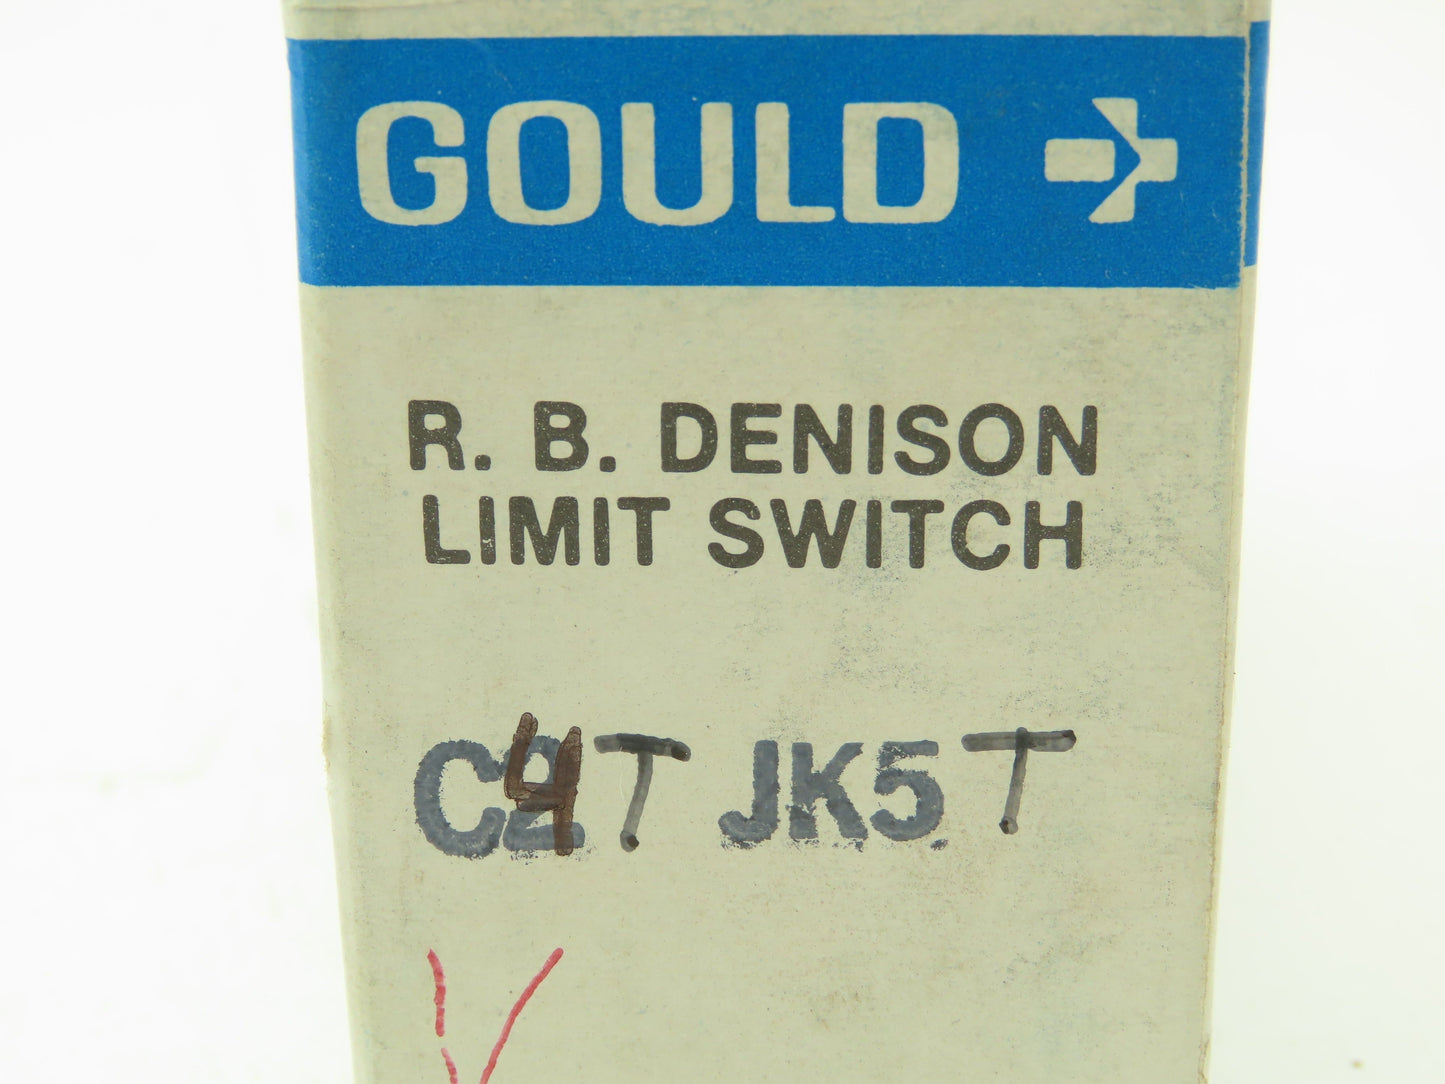 GOULD
R. B. DENISON
LIMIT SWITCH
C4T JK5T